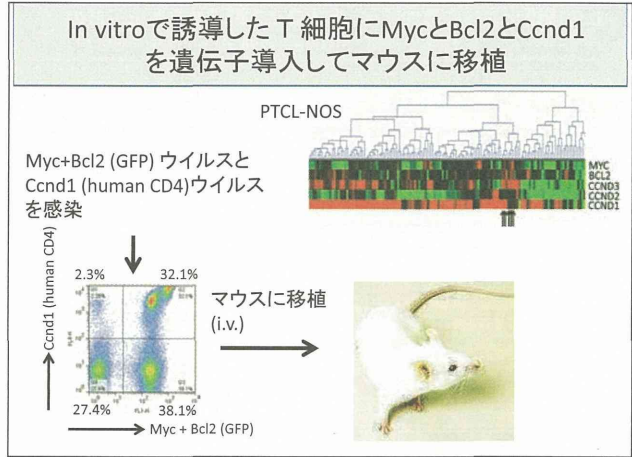 In vitroで誘導したT 細胞にMycとBcl2とCcnd1
を遺伝子導入してマウスに移植
PTCL-NOS
MYC
BCL2
CCND3
CCND2
CCND1
Myc+Bcl2 (GFP) ウイルスと
Ccnd1 (human CD4)ウイルス
を感染
2.3%
32.1%
Ccnd1 (human CD4)
27.4%
38.1%
Myc + Bcl2 (GFP)
マウスに移植
(i.v.)